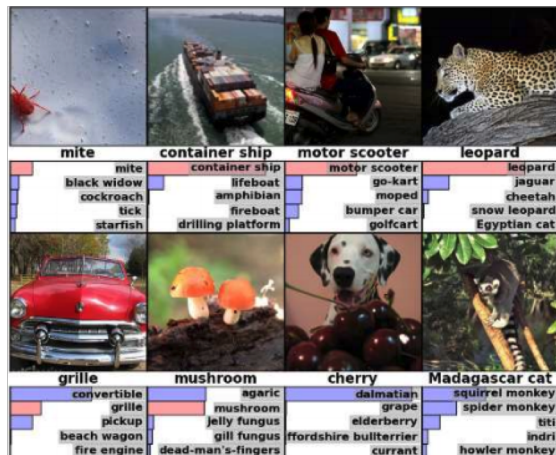 mite
container ship
motor scooter
leopard
mite
black widow
cockroach
tick
starfish
container ship
lifeboat
amphibian
fireboat
drilling platform
motor scooter
go-kart
moped
bumper car
golfcart
leopard
jaguar
cheetah
snow leopard
Egyptian cat
grille
mushroom
cherry
Madagascar cat
convertible
grille
pickup
beach wagon
fire engine
agaric
mushroom
jelly fungus
gill fungus
dead-man's-fingers
dalmatian
grape
elderberry
ffordshire bullterrier
currant
squirrel monkey
spider monkey
titi
indri
howler monkey